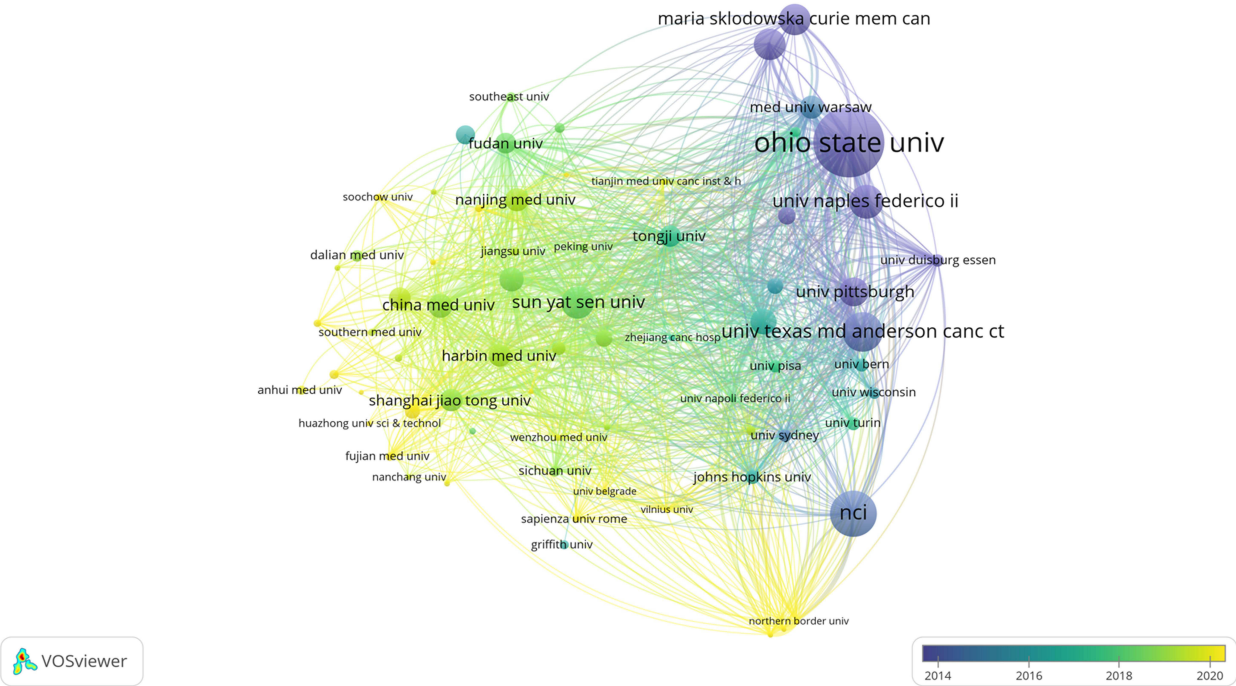 maria sklodowska curie mem can
southeast univ
med univ warsaw
fudan univ
ohio state univ
tianjin med univ canc inst & h
soochow univ
nanjing med univ
univ naples federico ii
tongji univ
jiangsu univ
peking univ
dalian med univ
univ duisburg essen
univ pittsburgh
china med univ
sun yat sen univ
southern med univ
zhejiang canc hosp
univ texas md anderson canc ct
harbin med univ
univ pisa
univ bern
anhui med univ
univ wisconsin
shanghai jiao tong univ
univ napoli federico ii
huazhong univ sci & technol
univ turin
wenzhou med univ
univ sydney
fujian med univ
sichuan univ
nanchang univ
johns hopkins univ
univ belgrade
vilnius univ
nci
sapienza univ rome
griffith univ
northern border univ
VOSviewer
2014 2016 2018 2020